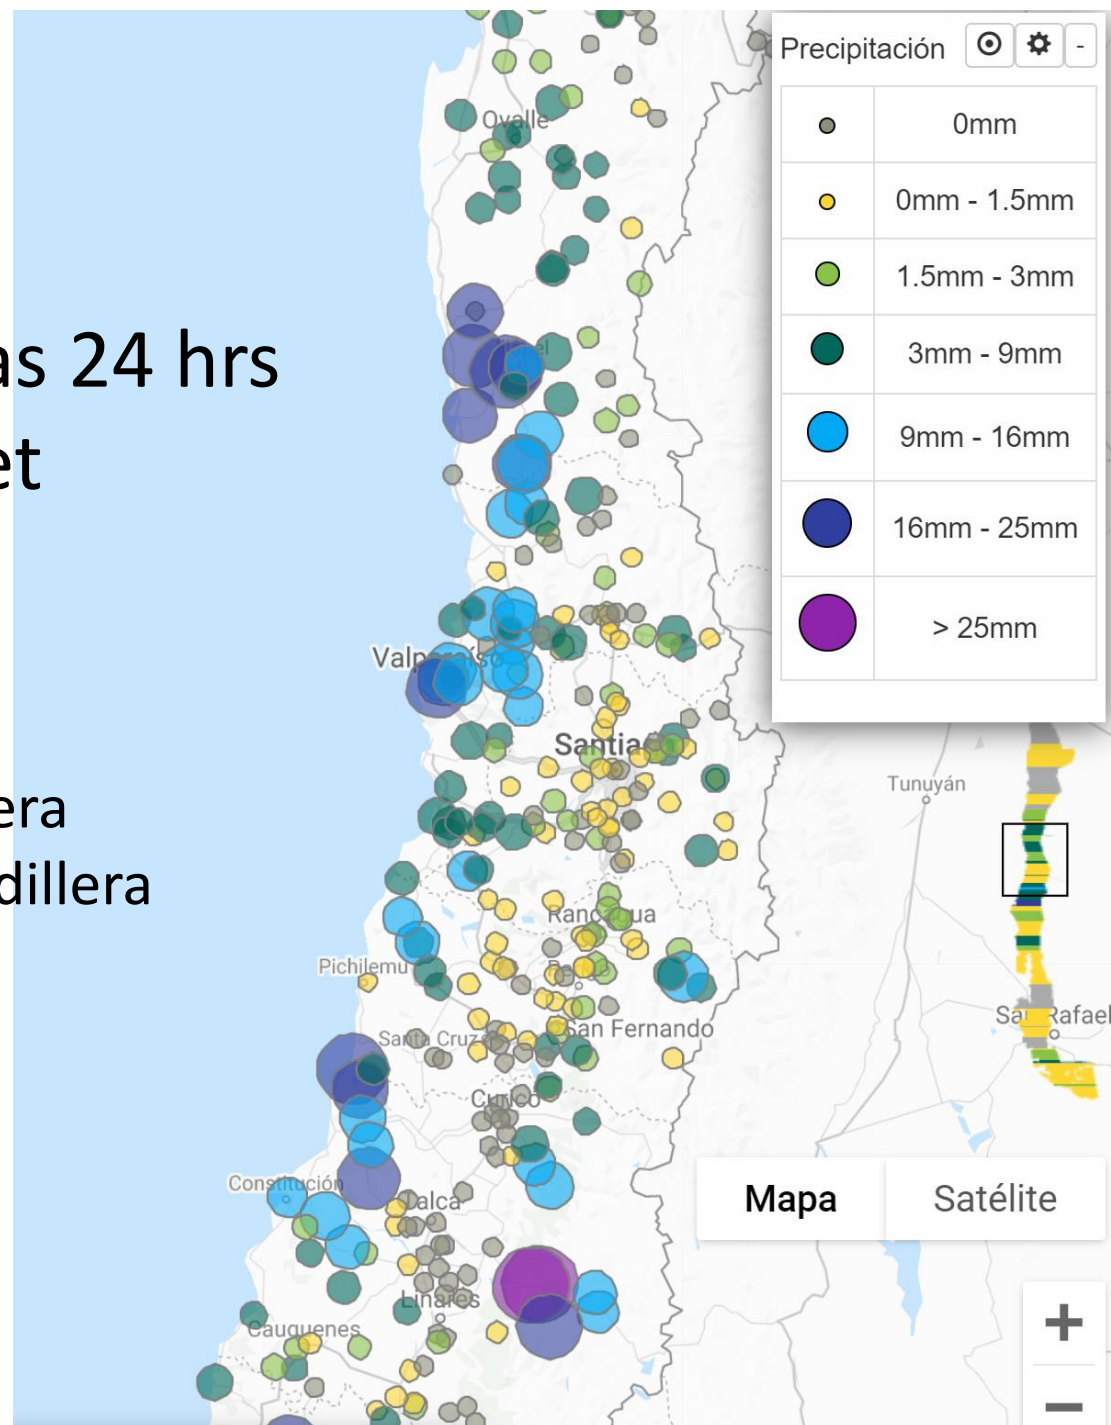 Precipitación
-
0mm
0mm - 1.5mm
1.5mm - 3mm
3mm - 9mm
9mm - 16mm
16mm - 25mm
> 25mm
Ovalle
as 24 hrs
et
Valparaíso
Santia
Tunuyán
era
dillera
Rancagua
Pichilemu
San Rafael
Santa Cruz
San Fernando
Curicó
Constitución
Talca
Mapa
Satélite
Linares
Cauquenes
+
−